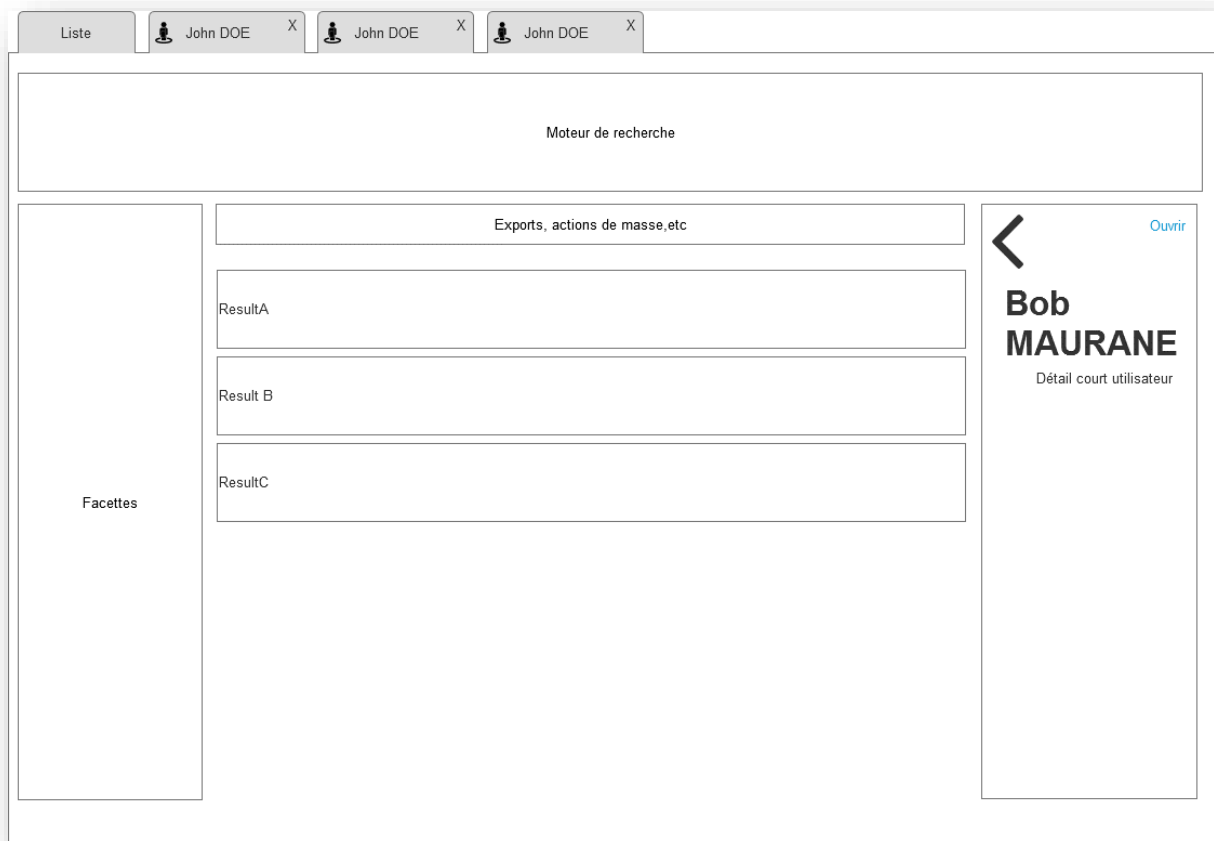 Liste
John DOE X
John DOE X
John DOE X
Moteur de recherche
Facettes
Exports, actions de masse,etc
ResultA
Result B
ResultC
Ouvrir
Bob
MAURANE
Détail court utilisateur